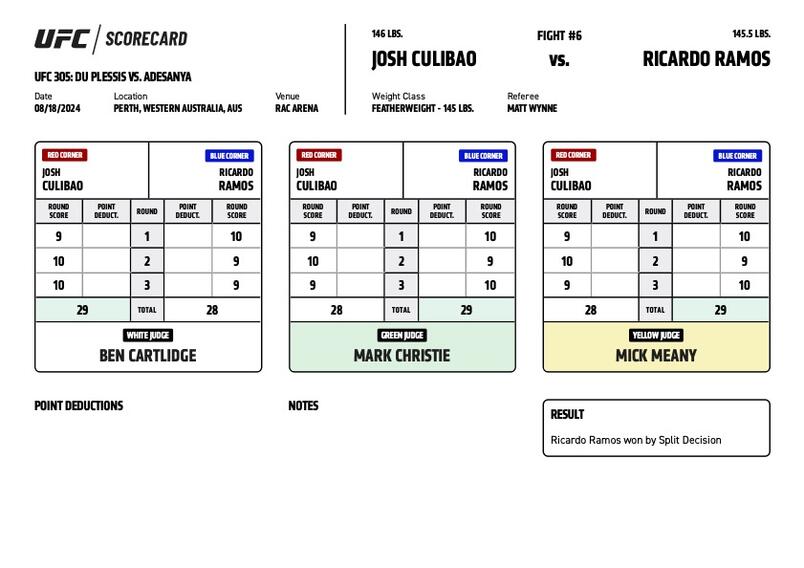 UFC / SCORECARD
UFC 305: DU PLESSIS VS. ADESANYA
Date Location Venue
08/18/2024 PERTH, WESTERN AUSTRALIA, AUS RAC ARENA
146 LBS. FIGHT #6 145.5 LBS.
JOSH CULIBAO vs. RICARDO RAMOS
Weight Class Referee
FEATHERWEIGHT - 145 LBS. MATT WYNNE
RED CORNER BLUE CORNER
JOSH RICARDO
CULIBAO RAMOS
ROUND POINT ROUND POINT ROUND
SCORE DEDUCT. DEDUCT. SCORE
9 1 10
10 2 9
10 3 9
29 TOTAL 28
WHITE JUDGE
BEN CARTLIDGE
RED CORNER BLUE CORNER
JOSH RICARDO
CULIBAO RAMOS
ROUND POINT ROUND POINT ROUND
SCORE DEDUCT. DEDUCT. SCORE
9 1 10
10 2 9
9 3 10
28 TOTAL 29
GREEN JUDGE
MARK CHRISTIE
RED CORNER BLUE CORNER
JOSH RICARDO
CULIBAO RAMOS
ROUND POINT ROUND POINT ROUND
SCORE DEDUCT. DEDUCT. SCORE
9 1 10
10 2 9
9 3 10
28 TOTAL 29
YELLOW JUDGE
MICK MEANY
POINT DEDUCTIONS
NOTES
RESULT
Ricardo Ramos won by Split Decision